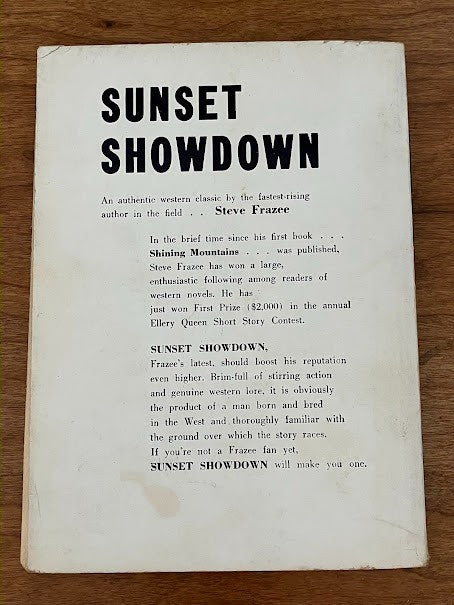 SUNSET
SHOWDOWN
An authentic western classic by the fastest-rising
author in the field . . Steve Frazee
In the brief time since his first book . . .
Shining Mountains . . . was published,
Steve Frazee has won a large,
enthusiastic following among readers of
western novels. He has
just won First Prize ($2,000) in the annual
Ellery Queen Short Story Contest.
SUNSET SHOWDOWN,
Frazee's latest, should boost his reputation
even higher. Brim-full of stirring action
and genuine western lore, it is obviously
the product of a man born and bred
in the West and thoroughly familiar with
the ground over which the story races.
If you're not a Frazee fan yet,
SUNSET SHOWDOWN will make you one.